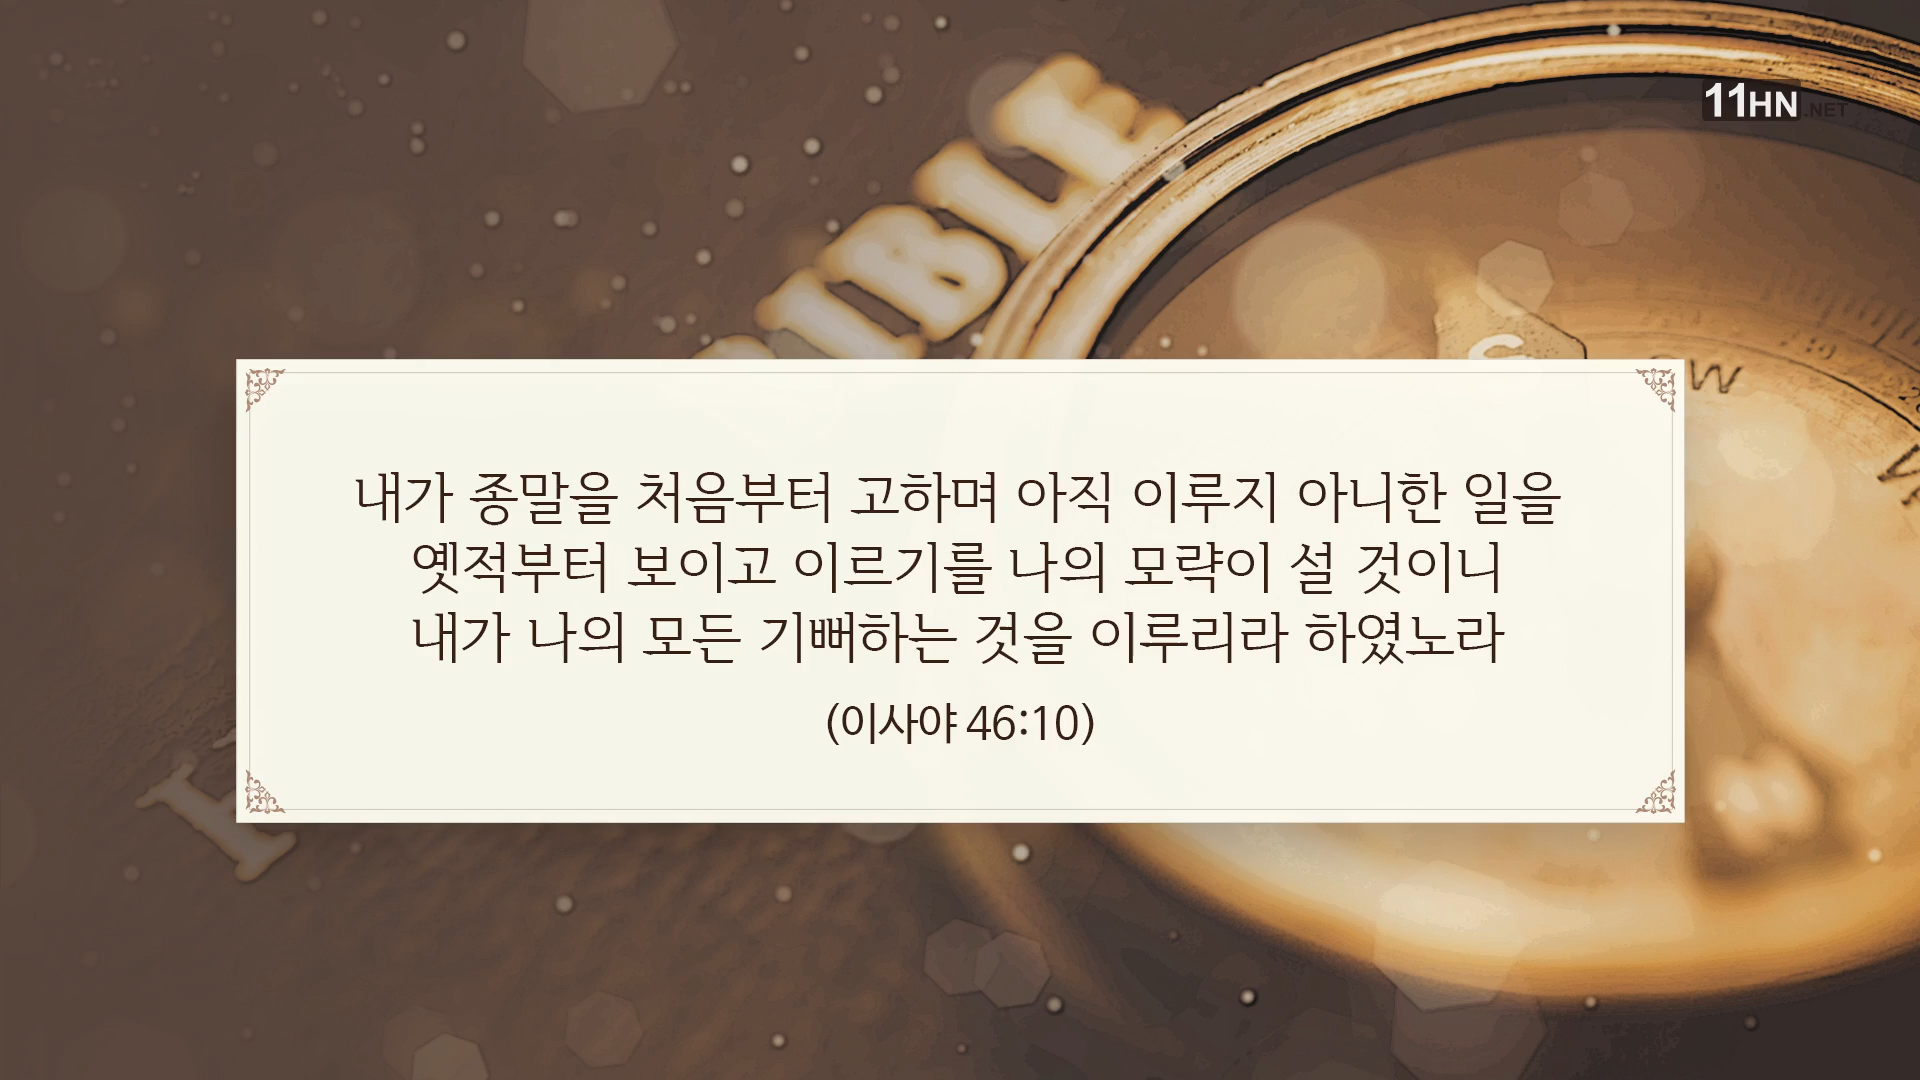 11HN.NET
IBLE
S
SW
W
내가 종말을 처음부터 고하며 아직 이루지 아니한 일을
옛적부터 보이고 이르기를 나의 모략이 설 것이니
내가 나의 모든 기뻐하는 것을 이루리라 하였노라
(이사야 46:10)